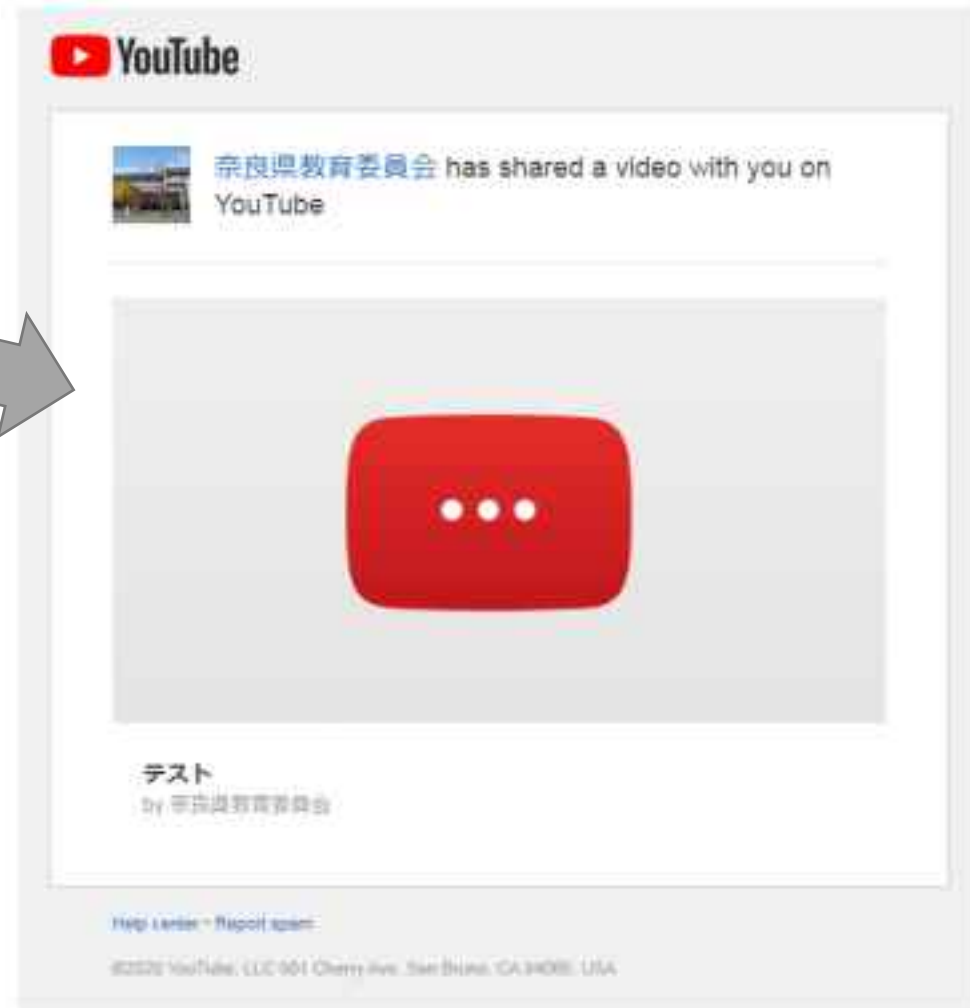 YouTube
奈良県教育委員会 has shared a video with you on
YouTube
テスト
by 奈良県教育委員会
Help center • Report spam
©2020 YouTube, LLC 901 Cherry Ave, San Bruno, CA 94066, USA